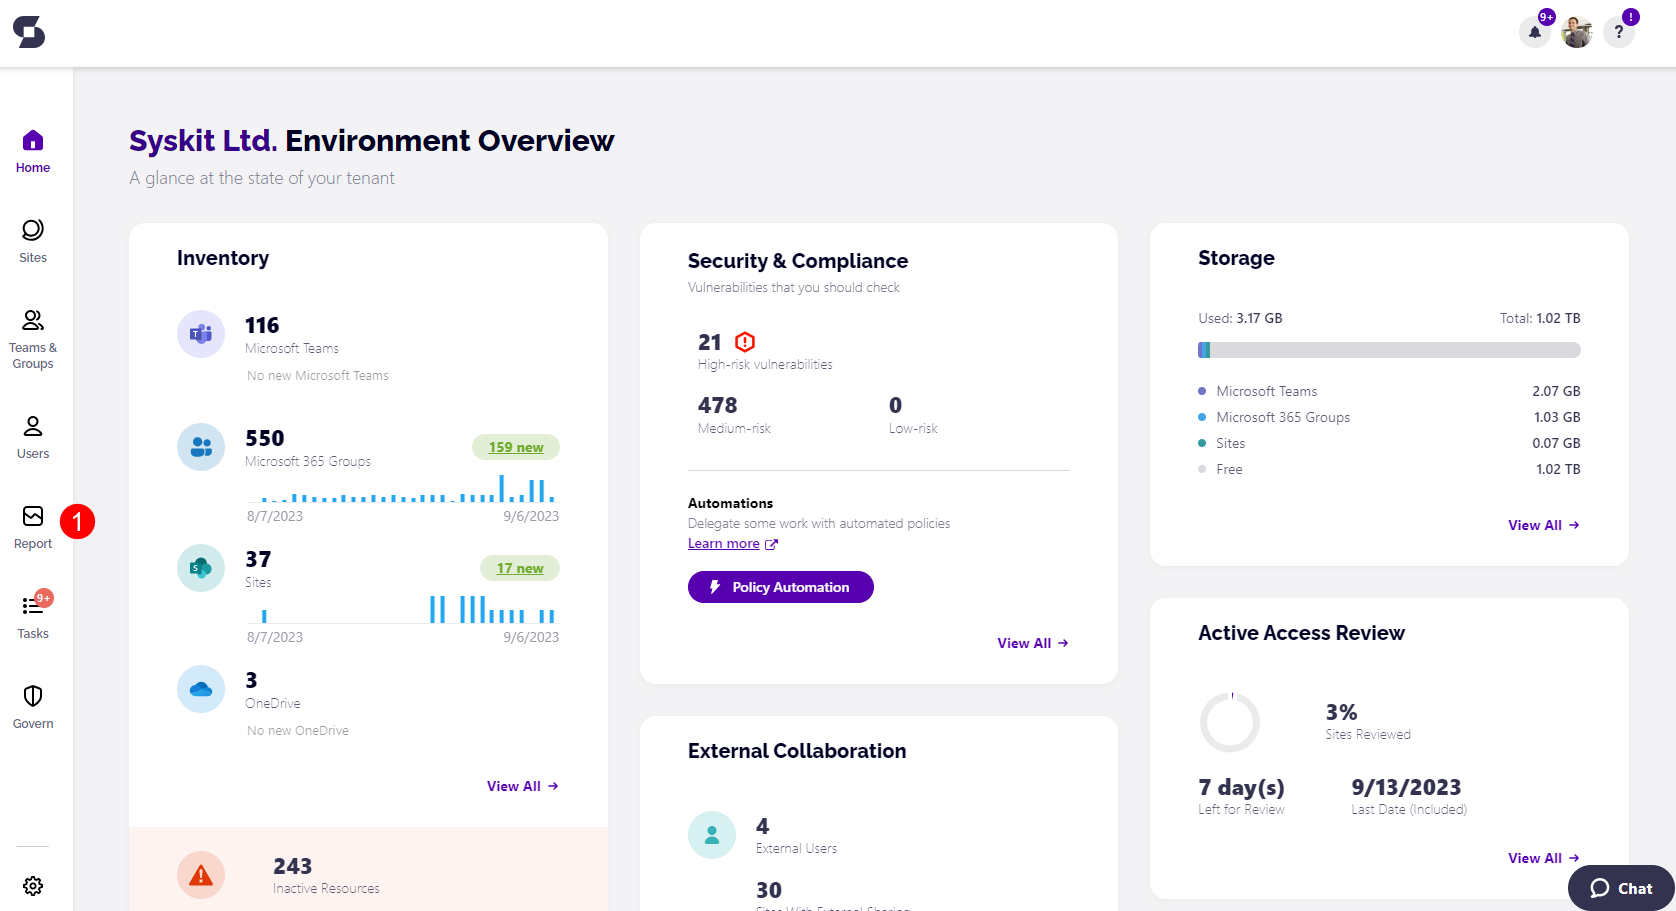 9+
!
?
Home
Sites
Teams &
Groups
Users
Report
1
9+
Tasks
Govern
Syskit Ltd. Environment Overview
A glance at the state of your tenant
Inventory
T
116
Microsoft Teams
No new Microsoft Teams
550
Microsoft 365 Groups
159 new
8/7/2023
9/6/2023
S
37
Sites
17 new
8/7/2023
9/6/2023
3
OneDrive
No new OneDrive
View All
243
Inactive Resources
Security & Compliance
Vulnerabilities that you should check
21
High-risk vulnerabilities
478
Medium-risk
0
Low-risk
Automations
Delegate some work with automated policies
Learn more
Policy Automation
View All
External Collaboration
4
External Users
30
Sites With External Sharing
Storage
Used: 3.17 GB
Total: 1.02 TB
Microsoft Teams 2.07 GB
Microsoft 365 Groups 1.03 GB
Sites 0.07 GB
Free 1.02 TB
View All
Active Access Review
3%
Sites Reviewed
7 day(s)
Left for Review
9/13/2023
Last Date (Included)
View All
Chat